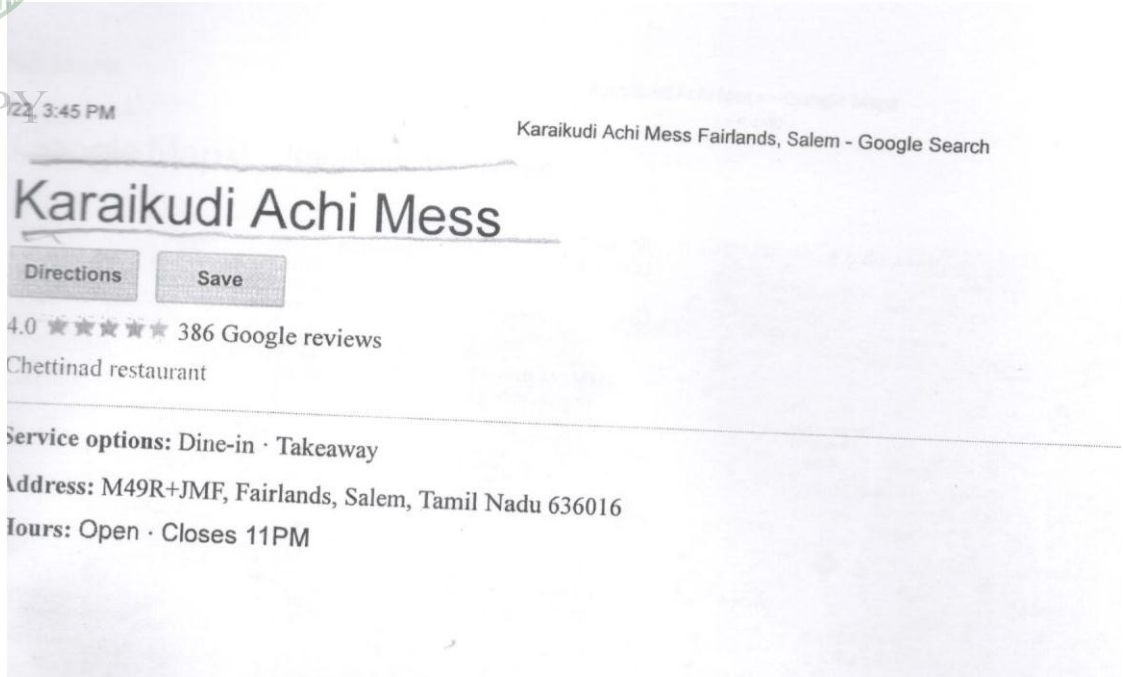 /22, 3:45 PM
Karaikudi Achi Mess Fairlands, Salem - Google Search
Karaikudi Achi Mess
Directions Save
4.0 ★★★★★ 386 Google reviews
Chettinad restaurant
Service options: Dine-in · Takeaway
Address: M49R+JMF, Fairlands, Salem, Tamil Nadu 636016
Hours: Open · Closes 11PM